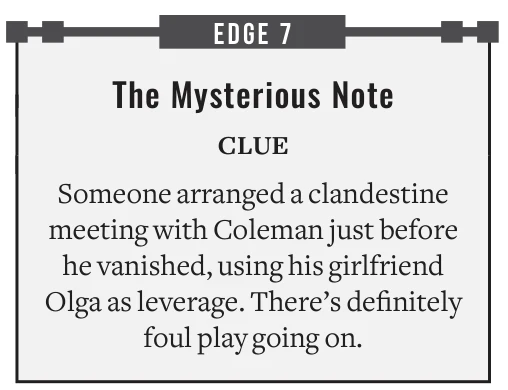 EDGE 7
The Mysterious Note
CLUE
Someone arranged a clandestine
meeting with Coleman just before
he vanished, using his girlfriend
Olga as leverage. There’s definitely
foul play going on.